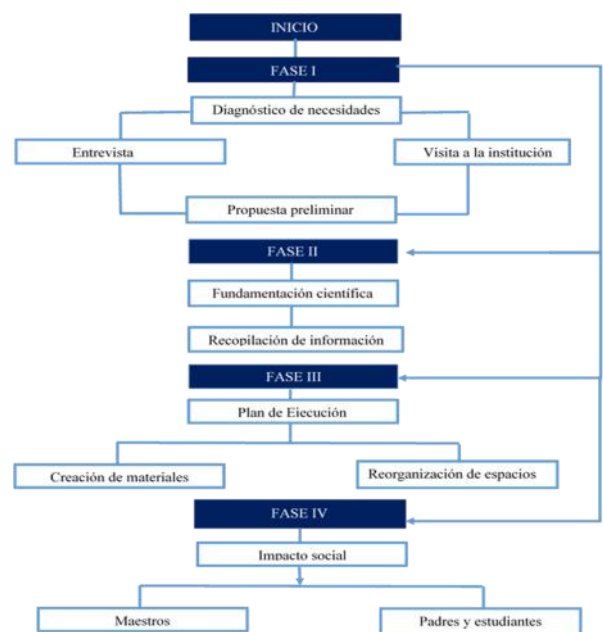 INICIO
FASE I
Diagnóstico de necesidades
Entrevista
Visita a la institución
Propuesta preliminar
FASE II
Fundamentación científica
Recopilación de información
FASE III
Plan de Eiecución
Creación de materiales
Reorganización de espacios
FASE IV
Impacto social
Maestros
Padres y estudiantes